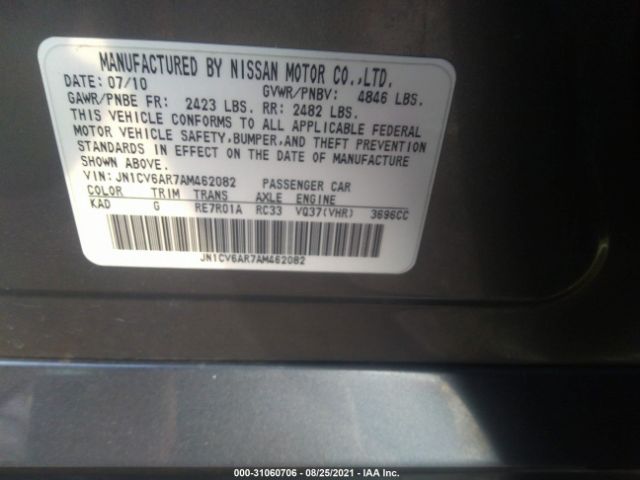 MANUFACTURED BY NISSAN MOTOR CO.,LTD.
DATE: 07/10 GVWR/PNBV: 4846 LBS.
GAWR/PNBE FR: 2423 LBS. RR: 2482 LBS.
THIS VEHICLE CONFORMS TO ALL APPLICABLE FEDERAL
MOTOR VEHICLE SAFETY,BUMPER,AND THEFT PREVENTION
STANDARDS IN EFFECT ON THE DATE OF MANUFACTURE
SHOWN ABOVE.
VIN: JN1CV6AR7AM462082 PASSENGER CAR
COLOR TRIM TRANS AXLE ENGINE
KAD G RE7R01A RC33 VQ37(VHR) 3696CC
JN1CV6AR7AM462082
000-31060706 - 08/25/2021 - IAA Inc.